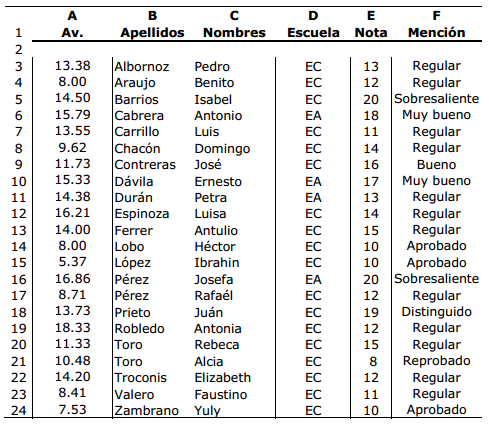 A B C D E F
1 Av. Apellidos Nombres Escuela Nota Mención
2
3 13.38 Albornoz Pedro EC 13 Regular
4 8.00 Araujo Benito EC 12 Regular
5 14.50 Barrios Isabel EC 20 Sobresaliente
6 15.79 Cabrera Antonio EA 18 Muy bueno
7 13.55 Carrillo Luis EC 11 Regular
8 9.62 Chacón Domingo EC 14 Regular
9 11.73 Contreras José EC 16 Bueno
10 15.33 Dávila Ernesto EA 17 Muy bueno
11 14.38 Durán Petra EA 13 Regular
12 16.21 Espinoza Luisa EC 14 Regular
13 14.00 Ferrer Antulio EC 15 Regular
14 8.00 Lobo Héctor EC 10 Aprobado
15 5.37 López Ibrahin EC 10 Aprobado
16 16.86 Pérez Josefa EA 20 Sobresaliente
17 8.71 Pérez Rafaél EC 12 Regular
18 13.73 Prieto Juán EC 19 Distinguido
19 18.33 Robledo Antonia EC 12 Regular
20 11.33 Toro Rebeca EC 15 Regular
21 10.48 Toro Alcia EC 8 Reprobado
22 14.20 Troconis Elizabeth EC 12 Regular
23 8.41 Valero Faustino EC 11 Regular
24 7.53 Zambrano Yuly EC 10 Aprobado